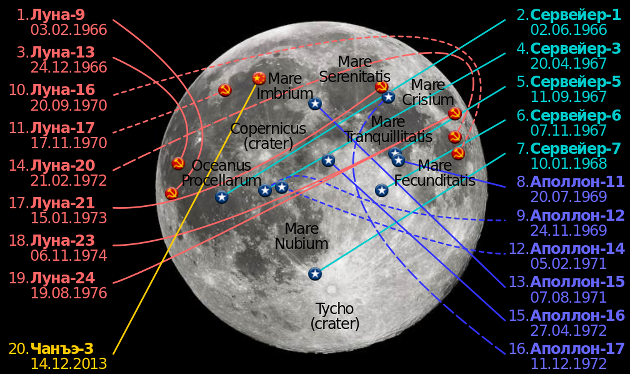 1. Луна-9
03.02.1966
3. Луна-13
24.12.1966
10. Луна-16
20.09.1970
11. Луна-17
17.11.1970
14. Луна-20
21.02.1972
17. Луна-21
15.01.1973
18. Луна-23
06.11.1974
19. Луна-24
19.08.1976
20. Чанъэ-3
14.12.2013
Mare
Serenitatis
Mare
Imbrium
Mare
Crisium
Copernicus
(crater)
Mare
Tranquillitatis
Oceanus
Procellarum
Mare
Fecunditatis
Mare
Nubium
Tycho
(crater)
2. Сервейер-1
02.06.1966
4. Сервейер-3
20.04.1967
5. Сервейер-5
11.09.1967
6. Сервейер-6
07.11.1967
7. Сервейер-7
10.01.1968
8. Аполлон-11
20.07.1969
9. Аполлон-12
24.11.1969
12. Аполлон-14
05.02.1971
13. Аполлон-15
07.08.1971
15. Аполлон-16
27.04.1972
16. Аполлон-17
11.12.1972